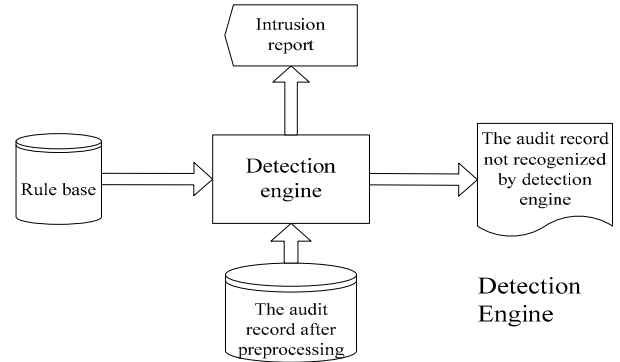 Intrusion
report
Rule base
Detection
engine
The audit record
not recogenized
by detection
engine
The audit
record after
preprocessing
Detection
Engine